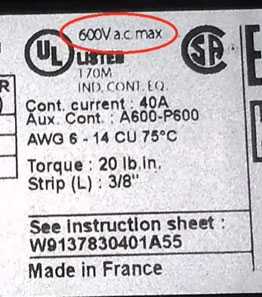 600V a.c. max
UL LISTED SA
170M
IND. CONT. EQ.
R
Cont. current : 40A
Aux. Cont. : A600-P600
AWG 6 - 14 CU 75°C
Torque : 20 lb.in.
Strip (L) : 3/8"
See instruction sheet :
W9137830401A55
Made in France